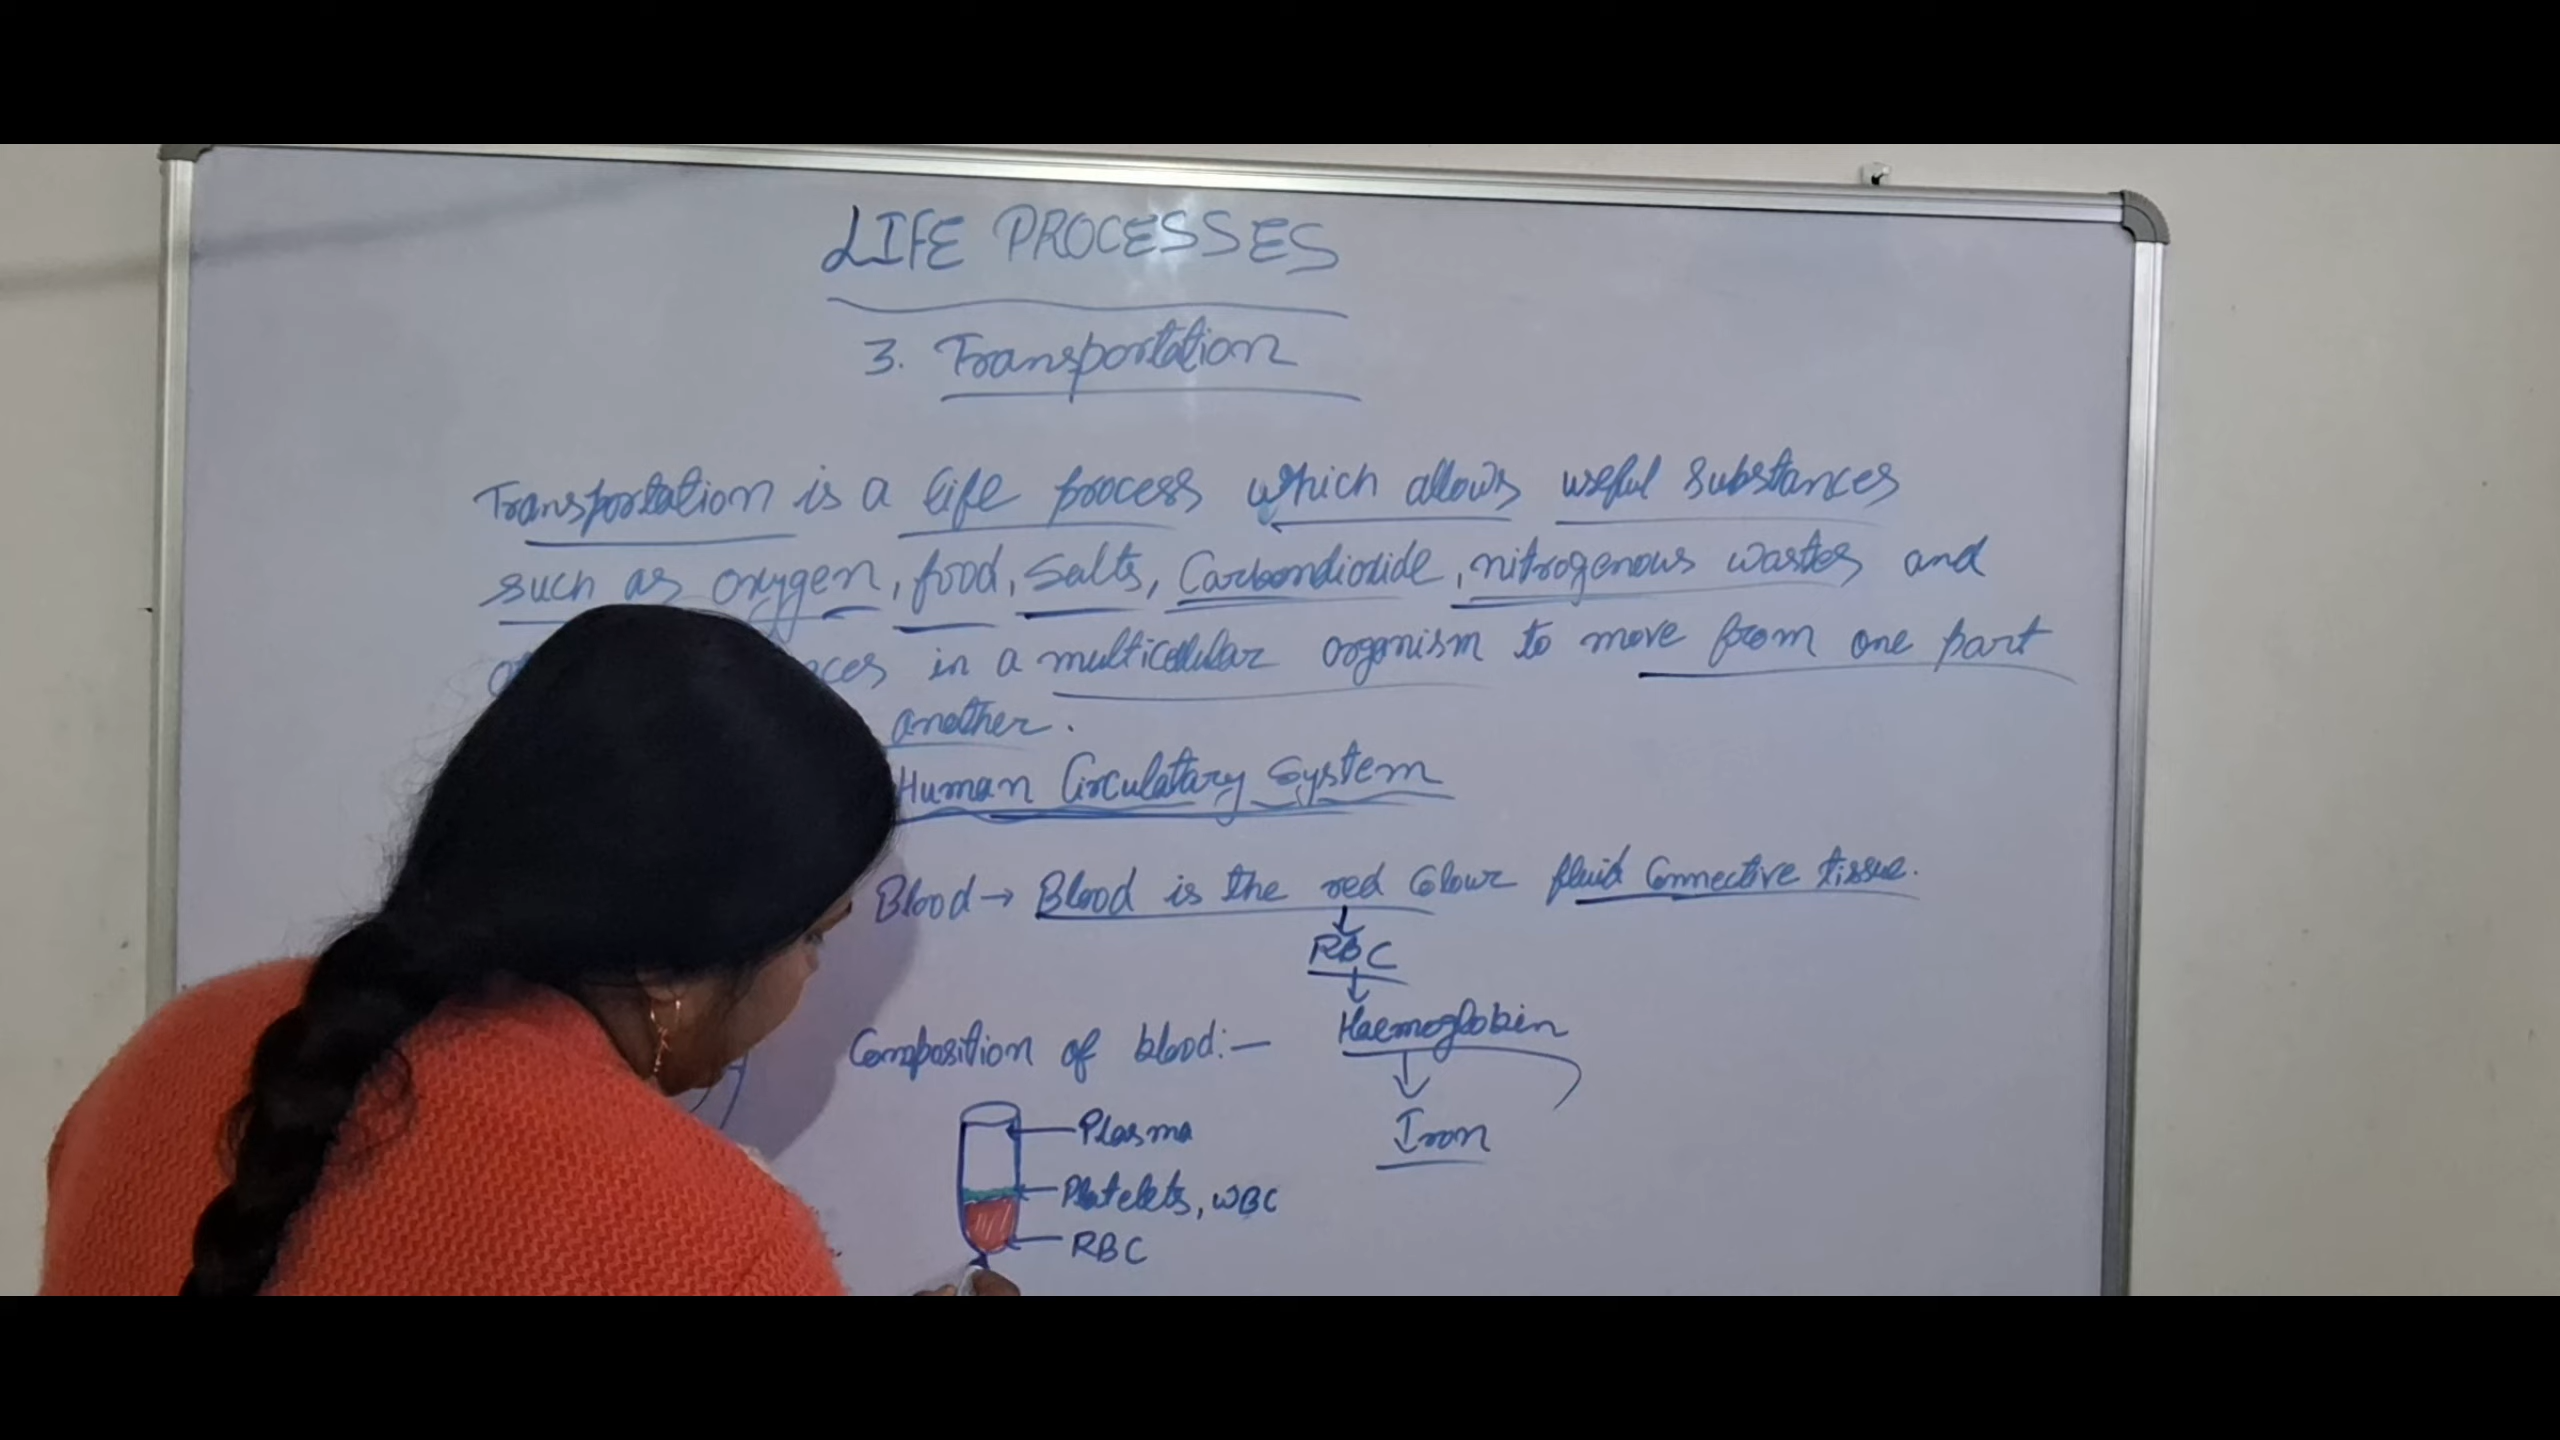 LIFE PROCESSES
3. Transportation
Transportation is a life process which allows useful substances
such as oxygen, food, Salts, Carbondioxide, nitrogenous wastes and
in a multicellular organism to move from one part
another.
Human Circulatary System
Blood → Blood is the red Colour fluid Connective tissue.
RBC
Haemoglobin
Composition of blood:-
Iron
Plasma
Platelets, WBC
RBC